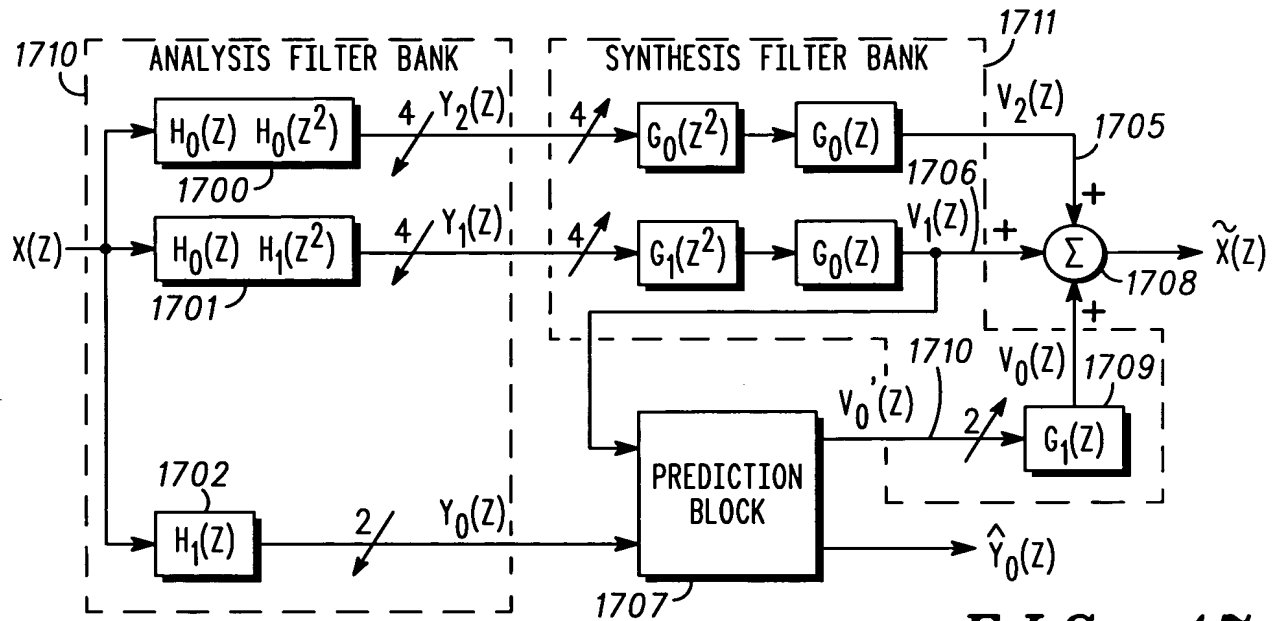 1710
ANALYSIS FILTER BANK
SYNTHESIS FILTER BANK
1711
H₀(Z) H₀(Z²)
1700
4
Y₂(Z)
4
G₀(Z²)
G₀(Z)
V₂(Z)
1705
+
X(Z)
H₀(Z) H₁(Z²)
1701
4
Y₁(Z)
4
G₁(Z²)
G₀(Z)
V₁(Z)
1706
+
Σ
1708
X̃(Z)
+
V₀(Z)
1709
G₁(Z)
V₀'(Z)
1710
2
PREDICTION
BLOCK
1707
Ŷ₀(Z)
1702
H₁(Z)
2
Y₀(Z)